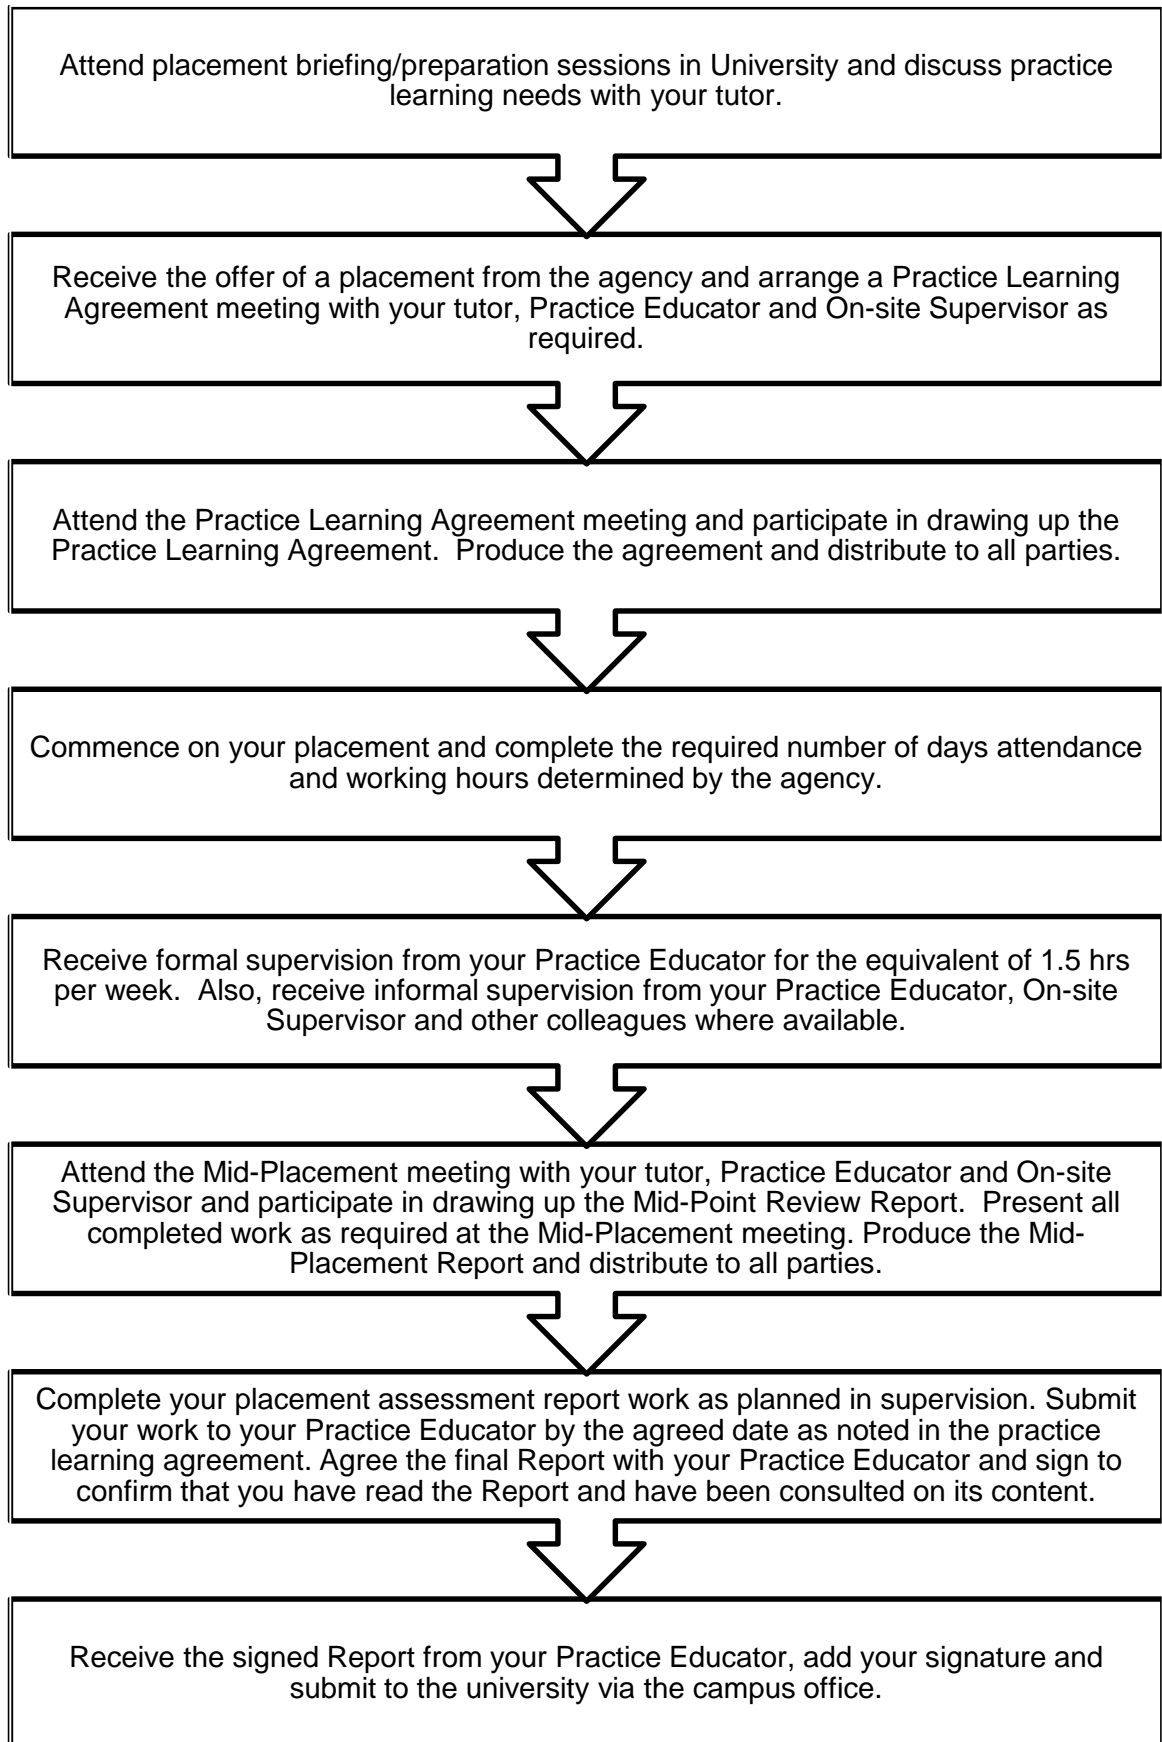 Attend placement briefing/preparation sessions in University and discuss practice
learning needs with your tutor.
Receive the offer of a placement from the agency and arrange a Practice Learning
Agreement meeting with your tutor, Practice Educator and On-site Supervisor as
required.
Attend the Practice Learning Agreement meeting and participate in drawing up the
Practice Learning Agreement.  Produce the agreement and distribute to all parties.
Commence on your placement and complete the required number of days attendance
and working hours determined by the agency.
Receive formal supervision from your Practice Educator for the equivalent of 1.5 hrs
per week.  Also, receive informal supervision from your Practice Educator, On-site
Supervisor and other colleagues where available.
Attend the Mid-Placement meeting with your tutor, Practice Educator and On-site
Supervisor and participate in drawing up the Mid-Point Review Report.  Present all
completed work as required at the Mid-Placement meeting. Produce the Mid-
Placement Report and distribute to all parties.
Complete your placement assessment report work as planned in supervision. Submit
your work to your Practice Educator by the agreed date as noted in the practice
learning agreement. Agree the final Report with your Practice Educator and sign to
confirm that you have read the Report and have been consulted on its content.
Receive the signed Report from your Practice Educator, add your signature and
submit to the university via the campus office.